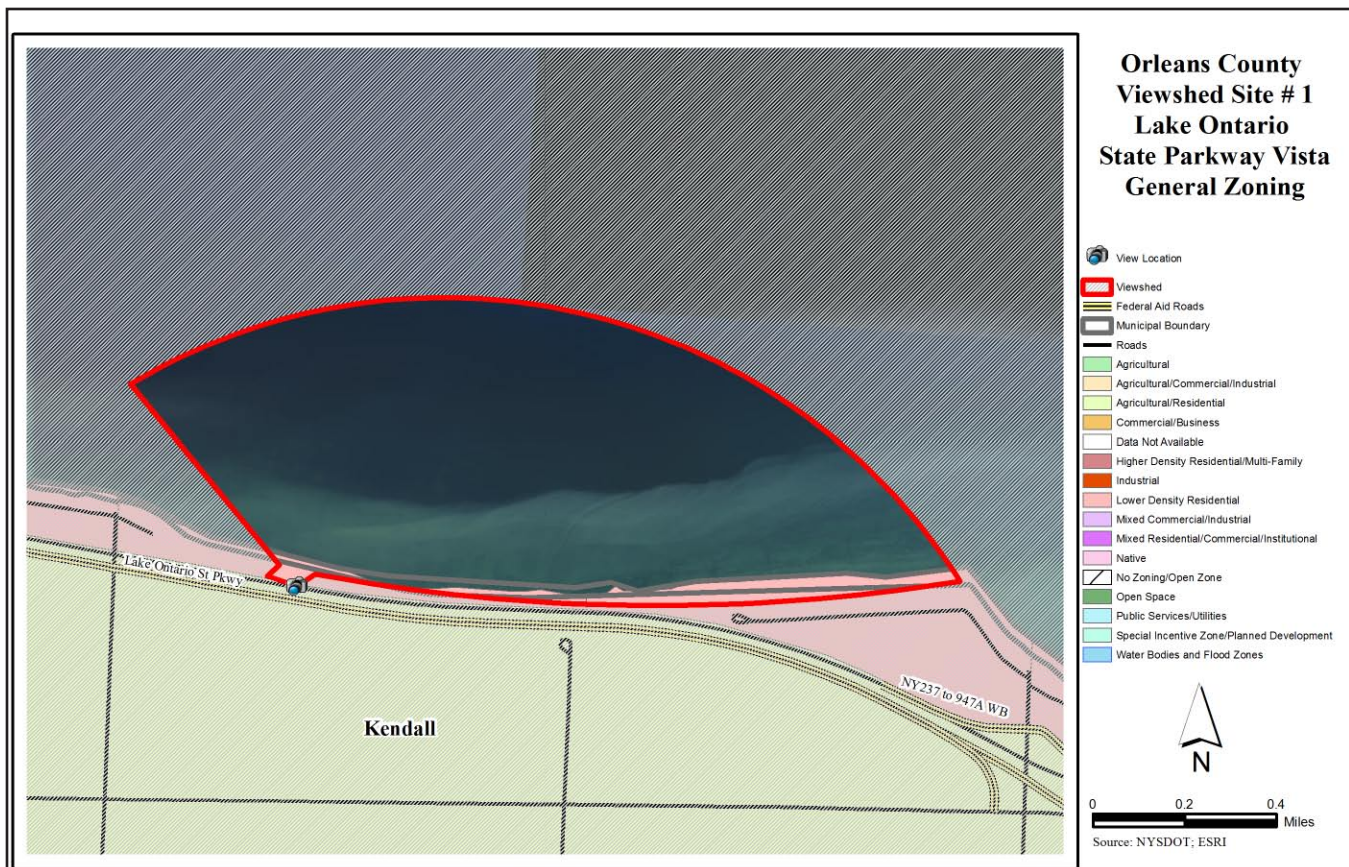 Orleans County
Viewshed Site # 1
Lake Ontario
State Parkway Vista
General Zoning
View Location
Viewshed
Federal Aid Roads
Municipal Boundary
Roads
Agricultural
Agricultural/Commercial/Industrial
Agricultural/Residential
Commercial/Business
Data Not Available
Higher Density Residential/Multi-Family
Industrial
Lower Density Residential
Mixed Commercial/Industrial
Mixed Residential/Commercial/Institutional
Native
No Zoning/Open Zone
Open Space
Public Services/Utilities
Special Incentive Zone/Planned Development
Water Bodies and Flood Zones
N
0 0.2 0.4
Miles
Source: NYSDOT; ESRI
Lake Ontario St Pkwy
NY237 to 947A WB
Kendall